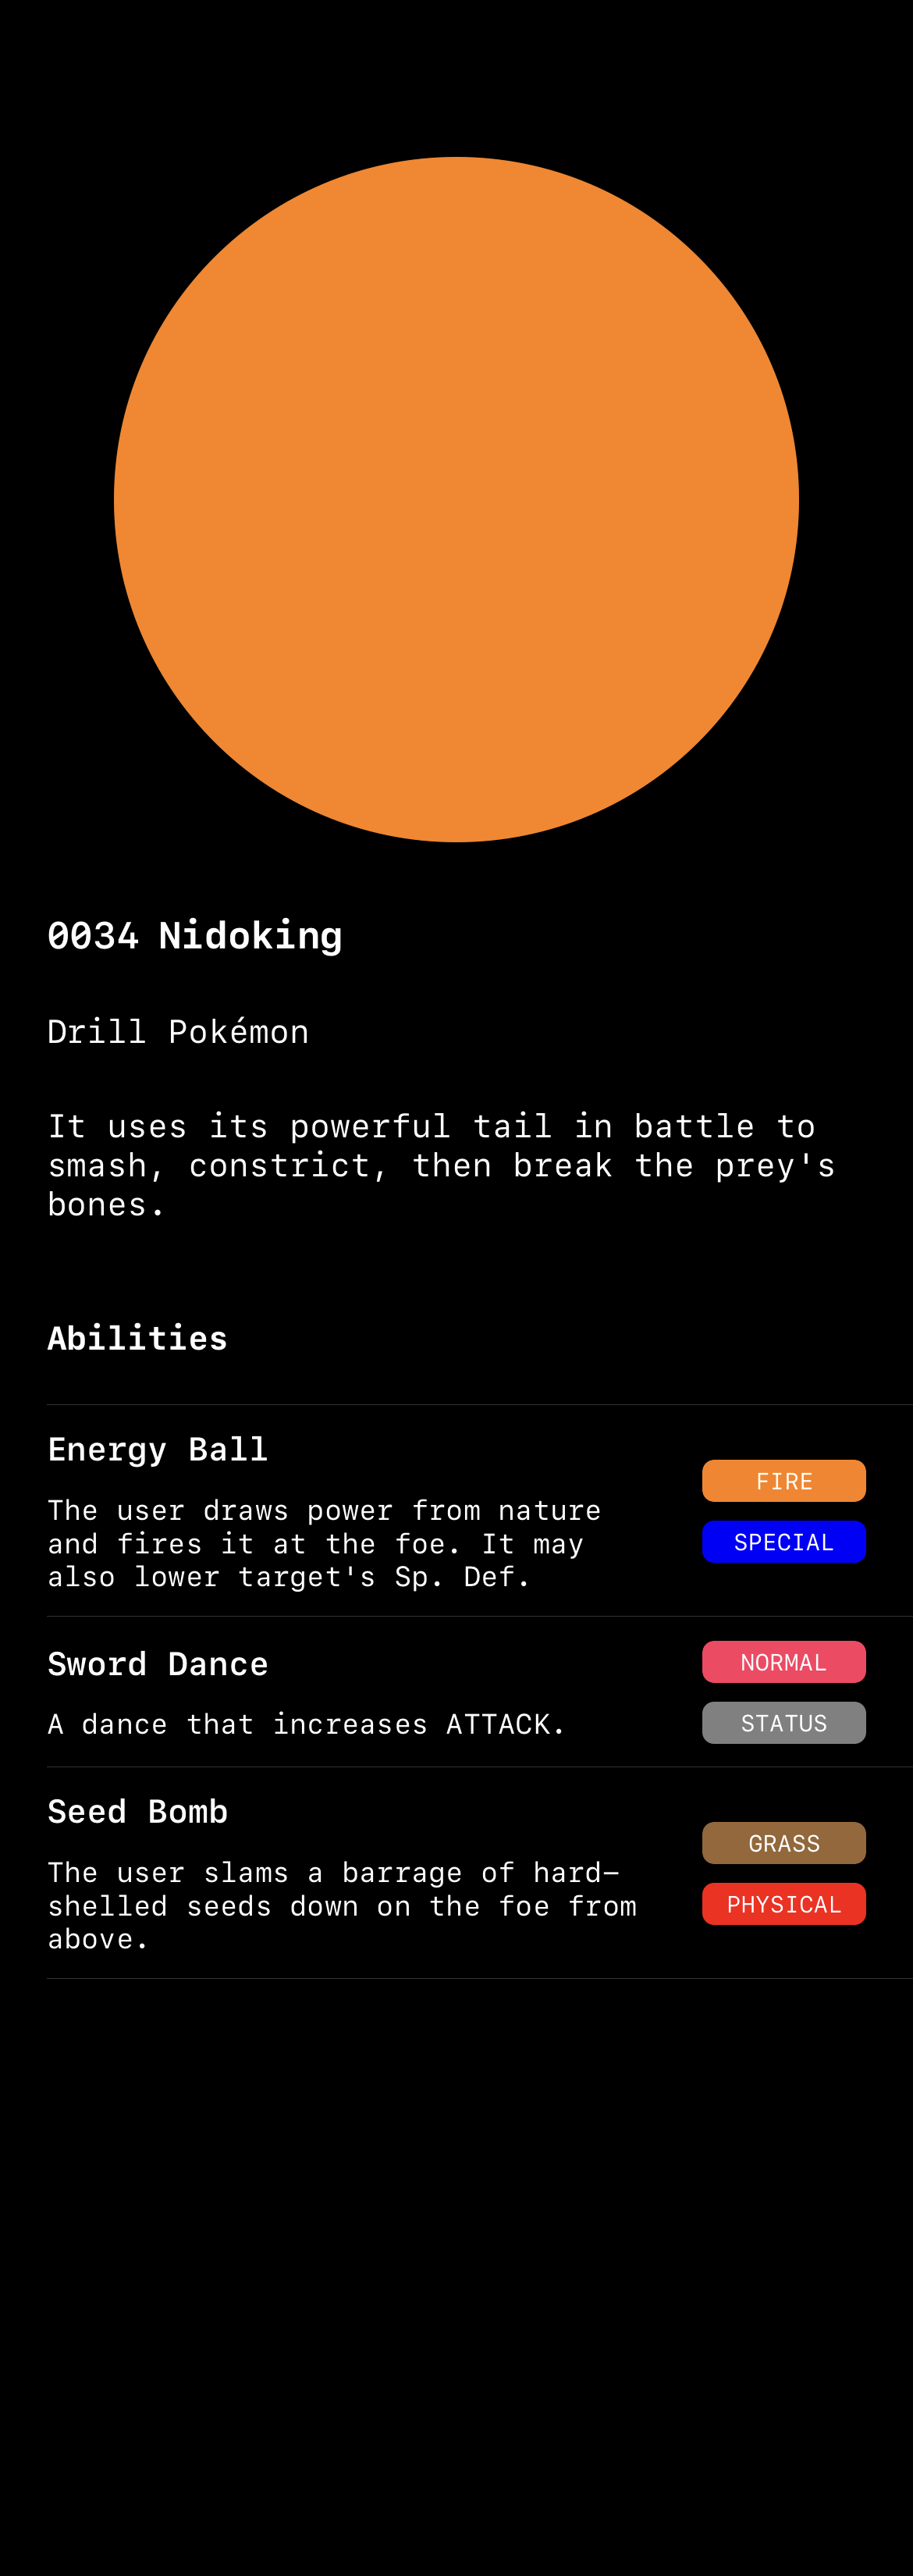 0034 Nidoking
Drill Pokémon
It uses its powerful tail in battle to
smash, constrict, then break the prey's
bones.
Abilities
Energy Ball
The user draws power from nature
and fires it at the foe. It may
also lower target's Sp. Def.
FIRE
SPECIAL
Sword Dance
A dance that increases ATTACK.
NORMAL
STATUS
Seed Bomb
The user slams a barrage of hard-
shelled seeds down on the foe from
above.
GRASS
PHYSICAL